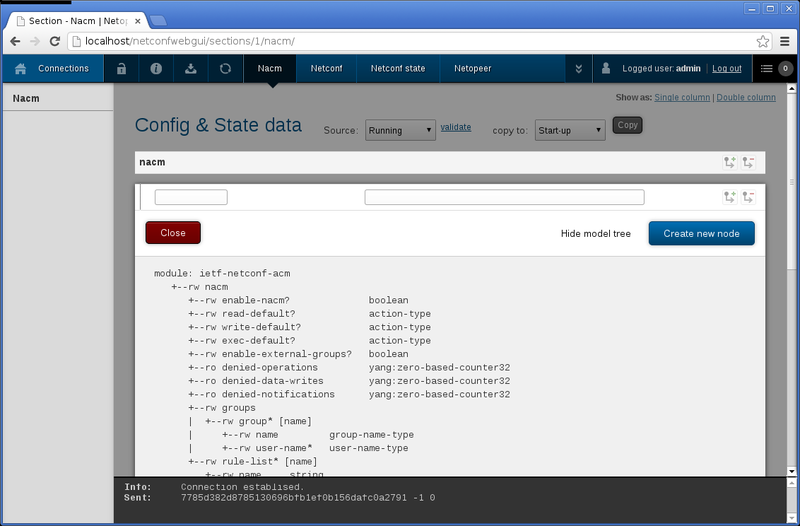 Section - Nacm | Netop
localhost/netconfwebgui/sections/1/nacm/
Connections Nacm Netconf Netconf state Netopeer Logged user: admin | Log out 0
Nacm
Show as: Single column | Double column
Config & State data Source: Running validate copy to: Start-up Copy
nacm
Close Hide model tree Create new node
module: ietf-netconf-acm
+--rw nacm
+--rw enable-nacm? boolean
+--rw read-default? action-type
+--rw write-default? action-type
+--rw exec-default? action-type
+--rw enable-external-groups? boolean
+--ro denied-operations yang:zero-based-counter32
+--ro denied-data-writes yang:zero-based-counter32
+--ro denied-notifications yang:zero-based-counter32
+--rw groups
| +--rw group* [name]
| +--rw name group-name-type
| +--rw user-name* user-name-type
+--rw rule-list* [name]
+--rw name string
Info: Connection establised.
Sent: 7785d382d8785130696bfb1ef0b156dafc0a2791 -1 0